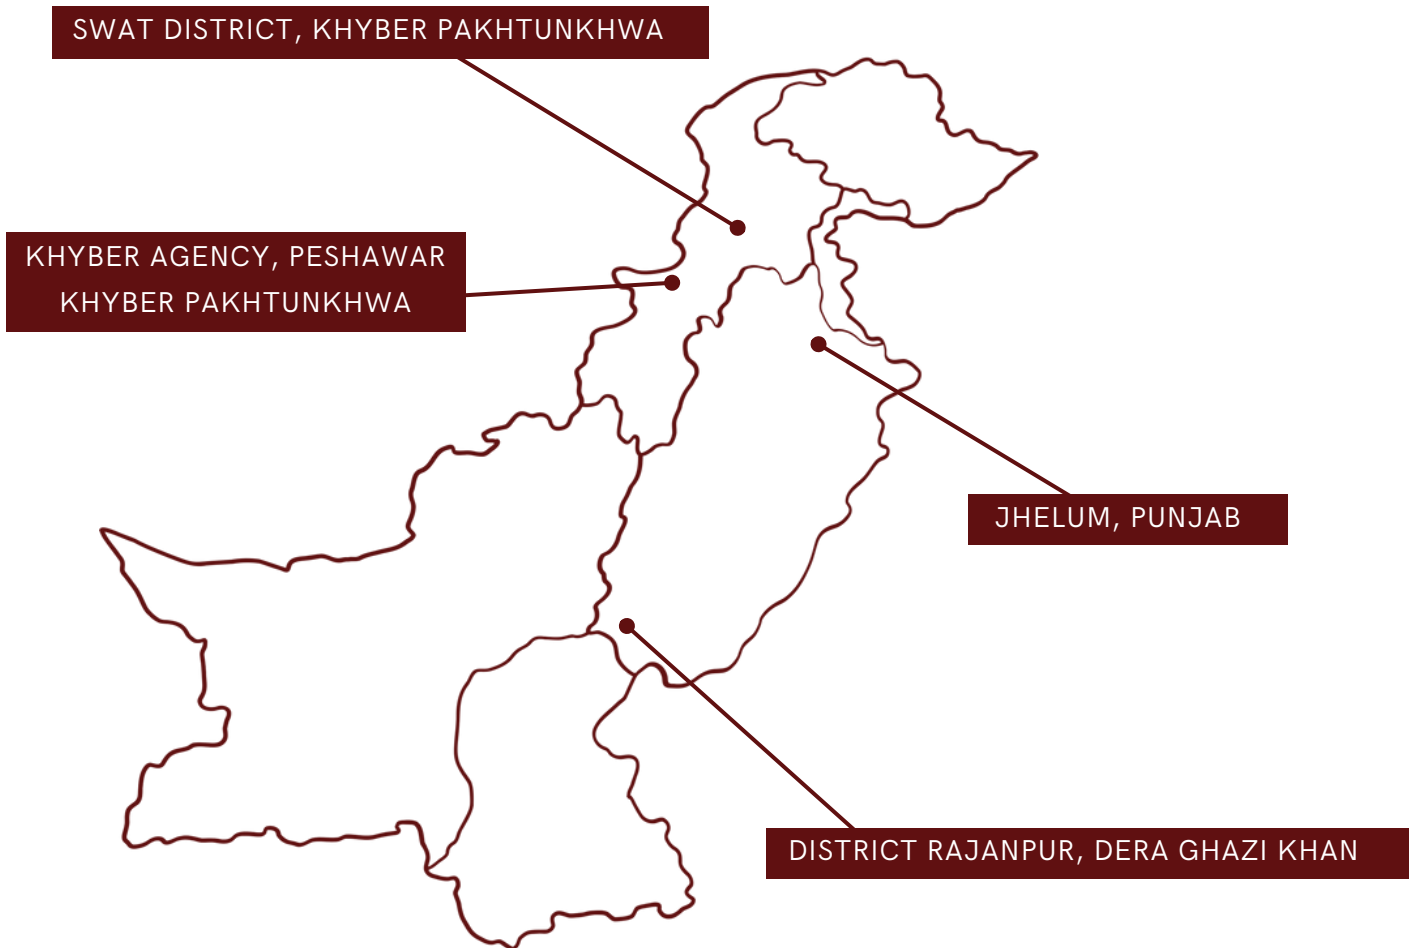 SWAT DISTRICT, KHYBER PAKHTUNKHWA
KHYBER AGENCY, PESHAWAR
KHYBER PAKHTUNKHWA
JHELUM, PUNJAB
DISTRICT RAJANPUR, DERA GHAZI KHAN